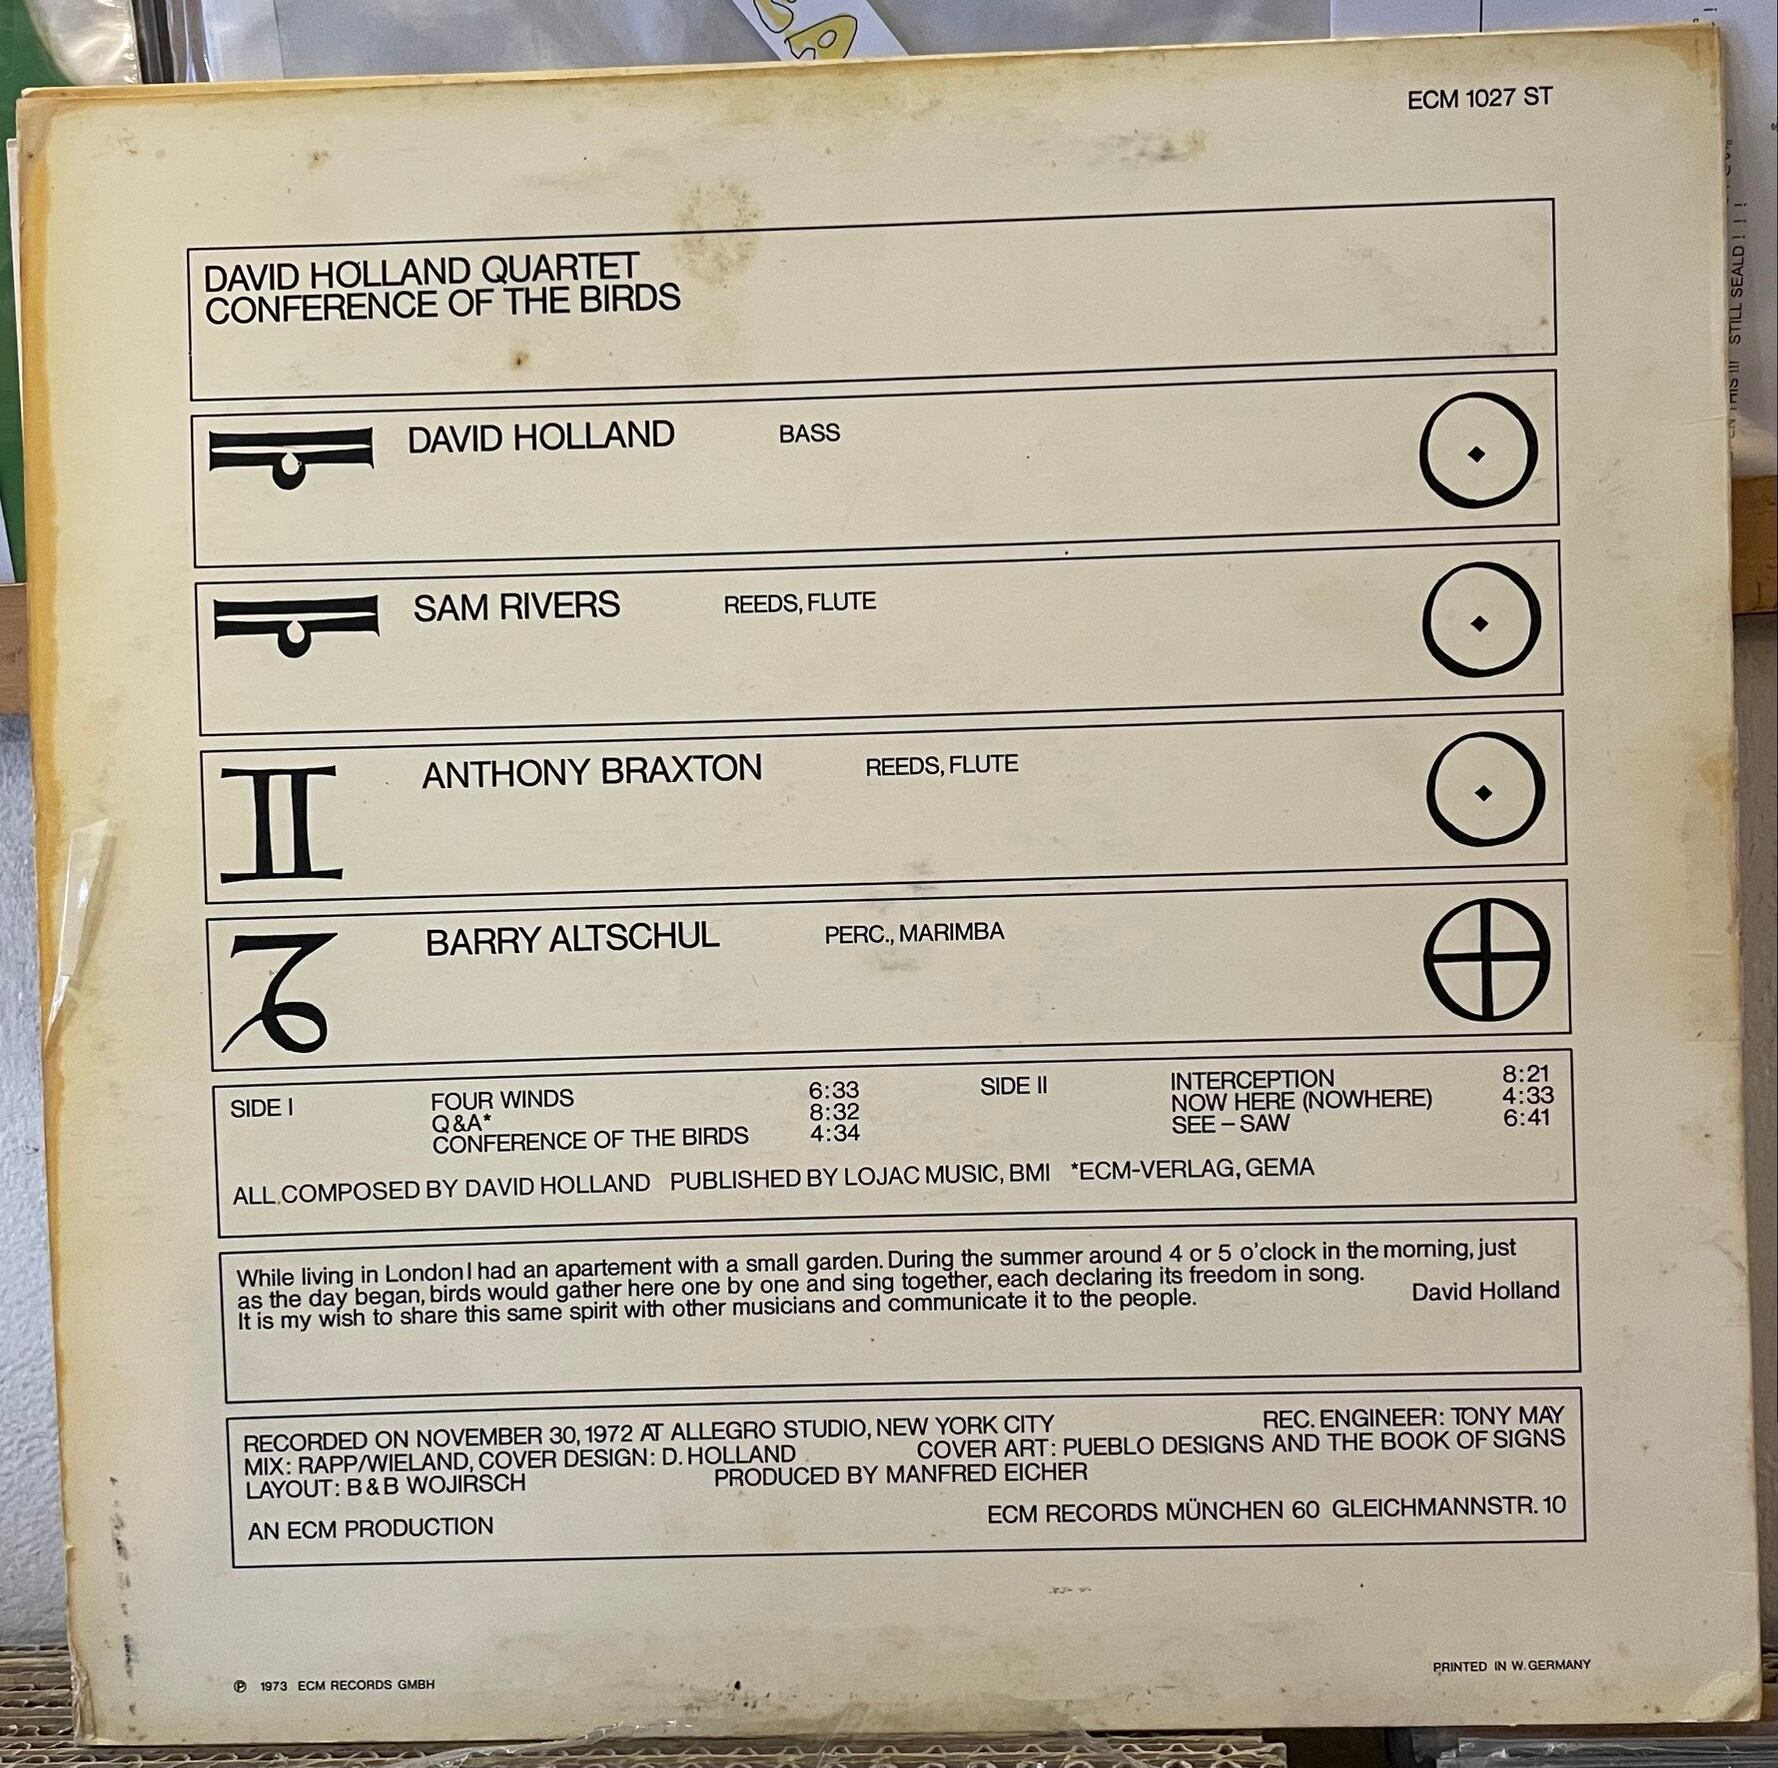 ECM 1027 ST
DAVID HOLLAND QUARTET
CONFERENCE OF THE BIRDS
DAVID HOLLAND BASS
SAM RIVERS REEDS, FLUTE
ANTHONY BRAXTON REEDS, FLUTE
BARRY ALTSCHUL PERC., MARIMBA
SIDE I
FOUR WINDS 6:33
Q&A* 8:32
CONFERENCE OF THE BIRDS 4:34
SIDE II
INTERCEPTION 8:21
NOW HERE (NOWHERE) 4:33
SEE – SAW 6:41
ALL COMPOSED BY DAVID HOLLAND PUBLISHED BY LOJAC MUSIC, BMI *ECM-VERLAG, GEMA
While living in London I had an apartement with a small garden. During the summer around 4 or 5 o'clock in the morning, just
as the day began, birds would gather here one by one and sing together, each declaring its freedom in song.
It is my wish to share this same spirit with other musicians and communicate it to the people.
David Holland
RECORDED ON NOVEMBER 30, 1972 AT ALLEGRO STUDIO, NEW YORK CITY REC. ENGINEER: TONY MAY
MIX: RAPP/WIELAND, COVER DESIGN: D. HOLLAND COVER ART: PUEBLO DESIGNS AND THE BOOK OF SIGNS
LAYOUT: B & B WOJIRSCH PRODUCED BY MANFRED EICHER
AN ECM PRODUCTION ECM RECORDS MÜNCHEN 60 GLEICHMANNSTR. 10
℗ 1973 ECM RECORDS GMBH
PRINTED IN W. GERMANY
THIS !!! STILL SEALD ! ! !